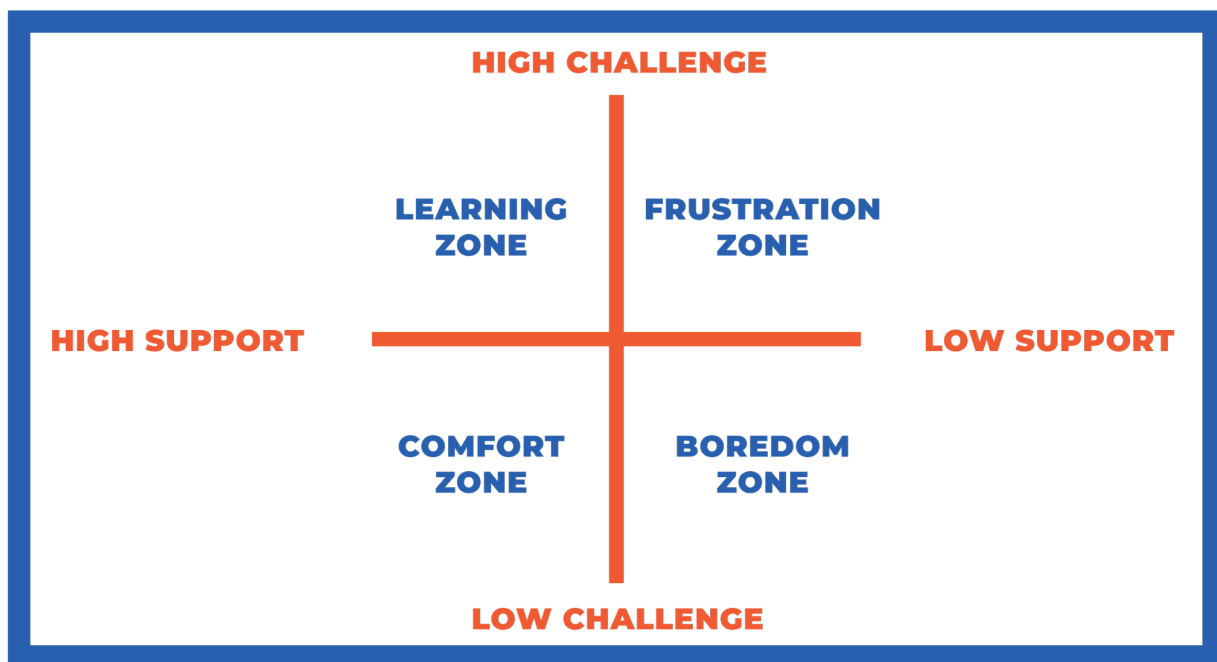 HIGH CHALLENGE
LEARNING
ZONE
FRUSTRATION
ZONE
HIGH SUPPORT
LOW SUPPORT
COMFORT
ZONE
BOREDOM
ZONE
LOW CHALLENGE